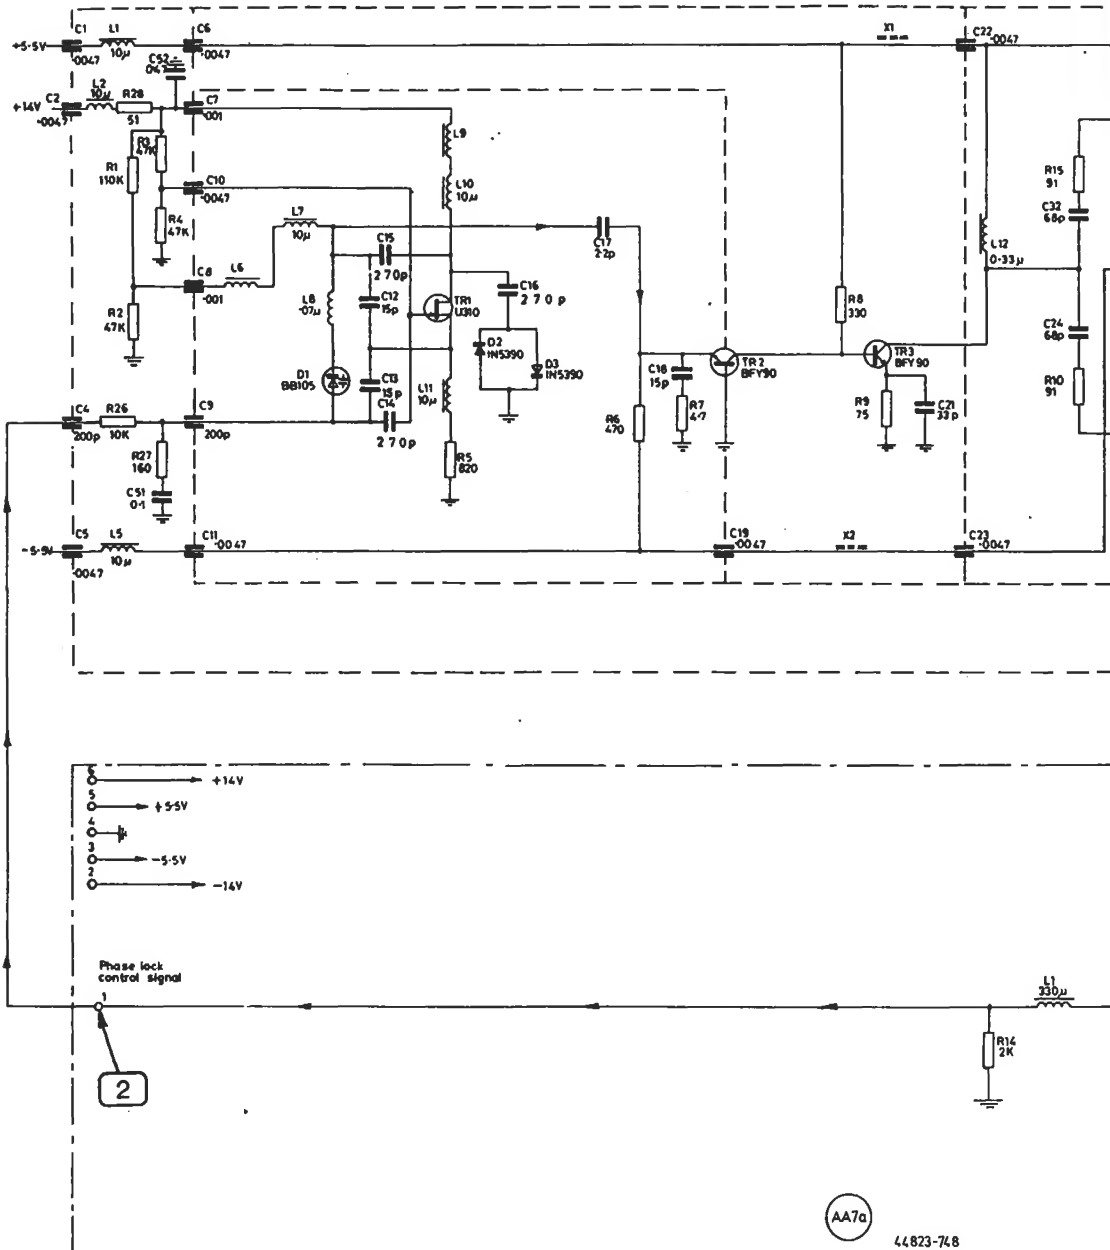 C1
L1
C6
+5·5V
·0047
10µ
·0047
C52
·047
X1
C22
·0047
L2
10µ
R28
51
+14V
C2
·0047
C7
·001
R3
47K
R1
110K
C10
·0047
R4
47K
L9
L10
10µ
L7
10µ
C8
·001
L6
C15
270p
C17
2·2p
L12
0·33µ
R15
91
C32
68p
R2
47K
L8
·07µ
C12
15p
TR1
U310
C16
270p
R8
330
D2
IN5390
D3
IN5390
D1
BB105
C13
15p
C14
270p
L11
10µ
C18
15p
R7
4·7
TR2
BFY90
TR3
BFY90
C24
68p
R10
91
R9
75
C21
33p
C4
200p
R26
10K
C9
200p
R6
470
R27
160
C51
0·1
R5
820
-5·5V
C5
·0047
L5
10µ
C11
·0047
C19
·0047
X2
C23
·0047
6
+14V
5
+5·5V
4
3
-5·5V
2
-14V
Phase lock
control signal
1
2
L1
330µ
R14
2K
AA7a
44823-748